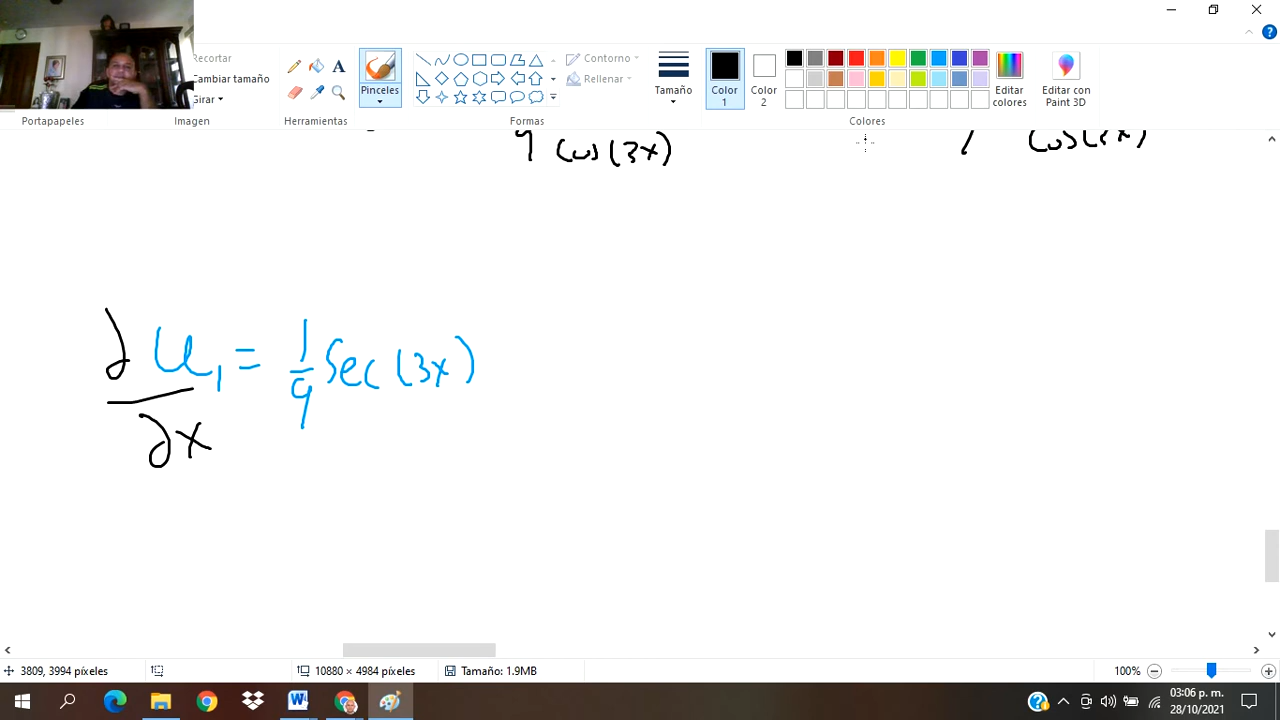 Recortar
Cambiar tamaño
Girar
Portapapeles
Imagen
Herramientas
Pinceles
Formas
Contorno
Rellenar
Tamaño
Color 1
Color 2
Colores
Editar colores
Editar con Paint 3D
9 cos(3x)
∂u₁/∂x = 1/9 Sec(3x)
3809, 3994 píxeles
10880 × 4984 píxeles
Tamaño: 1.9MB
100%
03:06 p. m.
28/10/2021